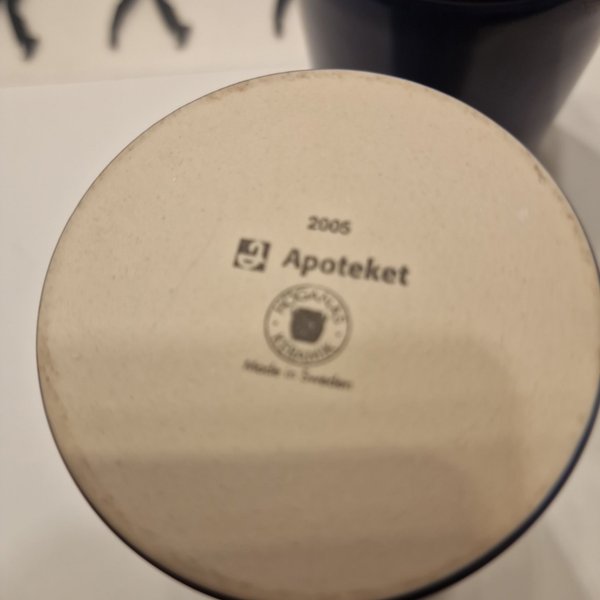 2005
Apoteket
HÖGANÄS
KERAMIK
Made in Sweden